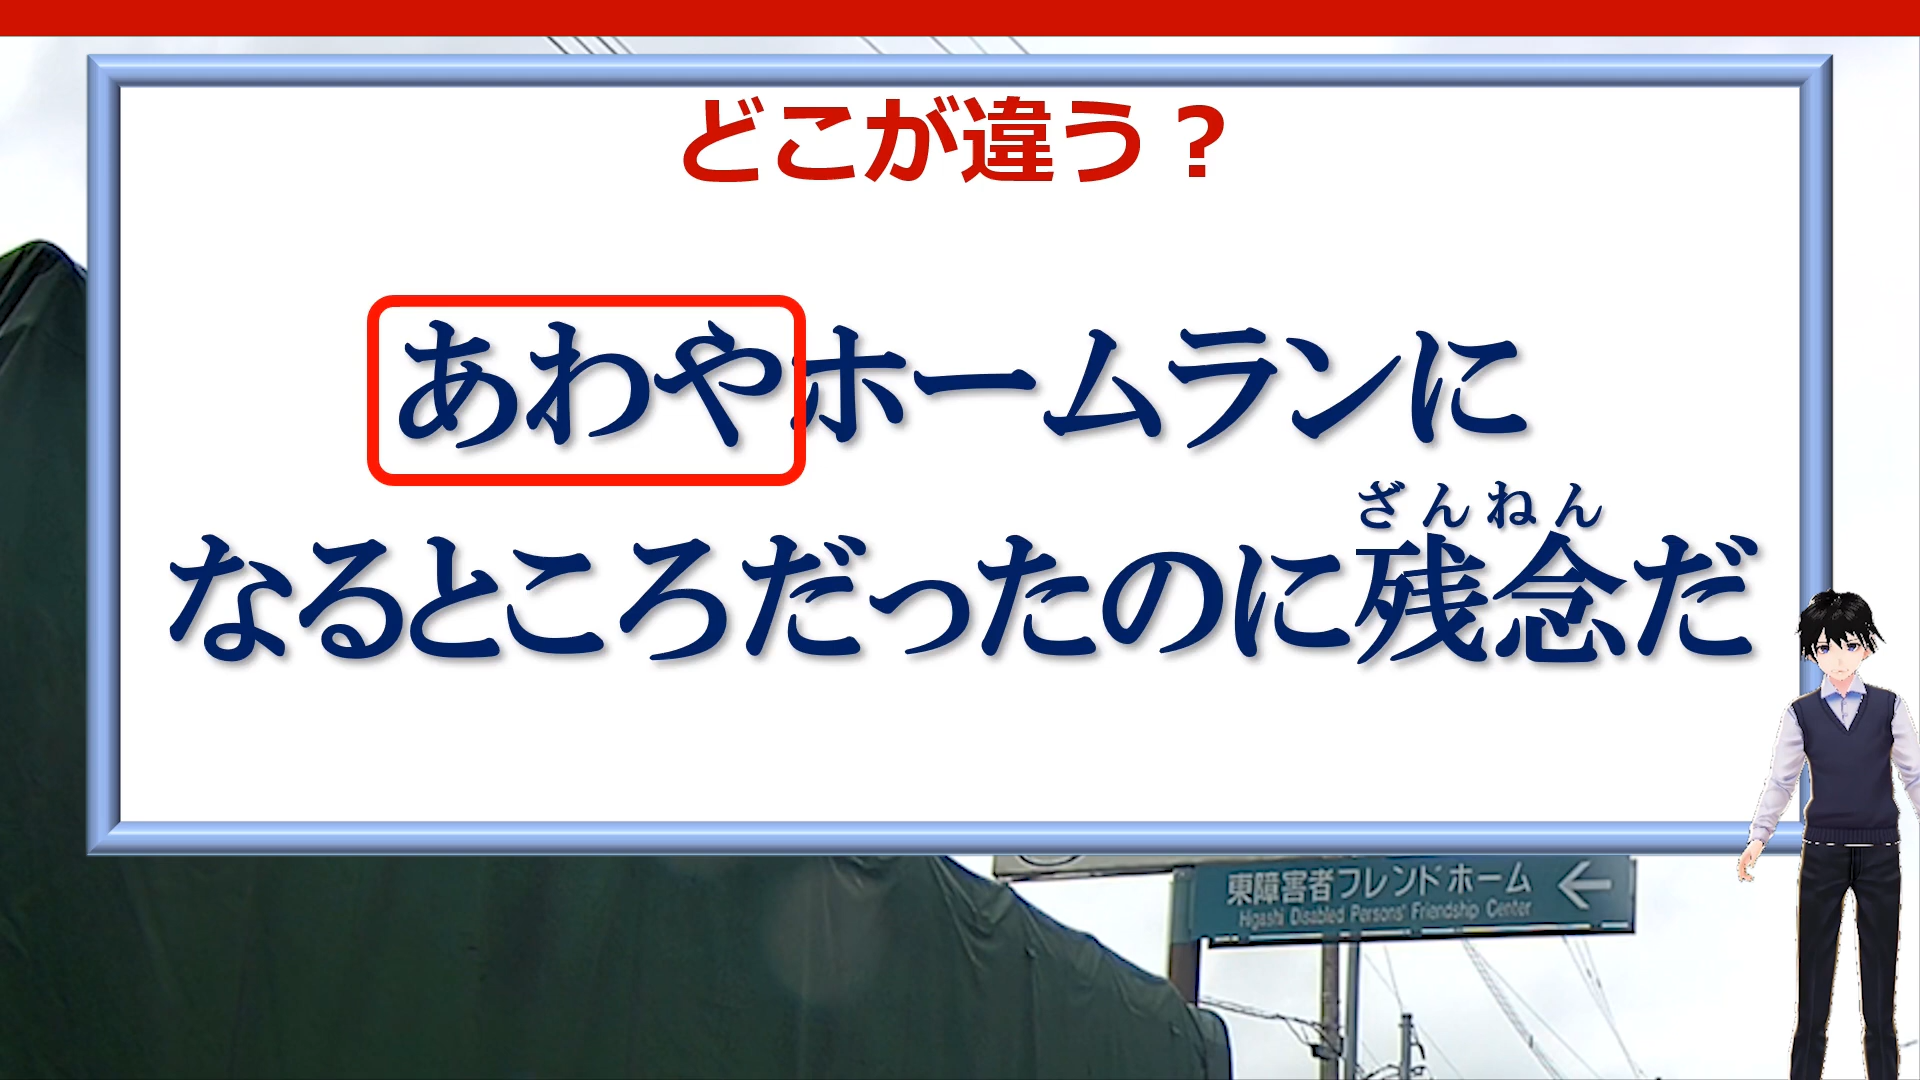 どこが違う？
あわやホームランに
ざんねん
なるところだったのに残念だ
東障害者フレンドホーム
Higashi Disabled Persons' Friendship Center